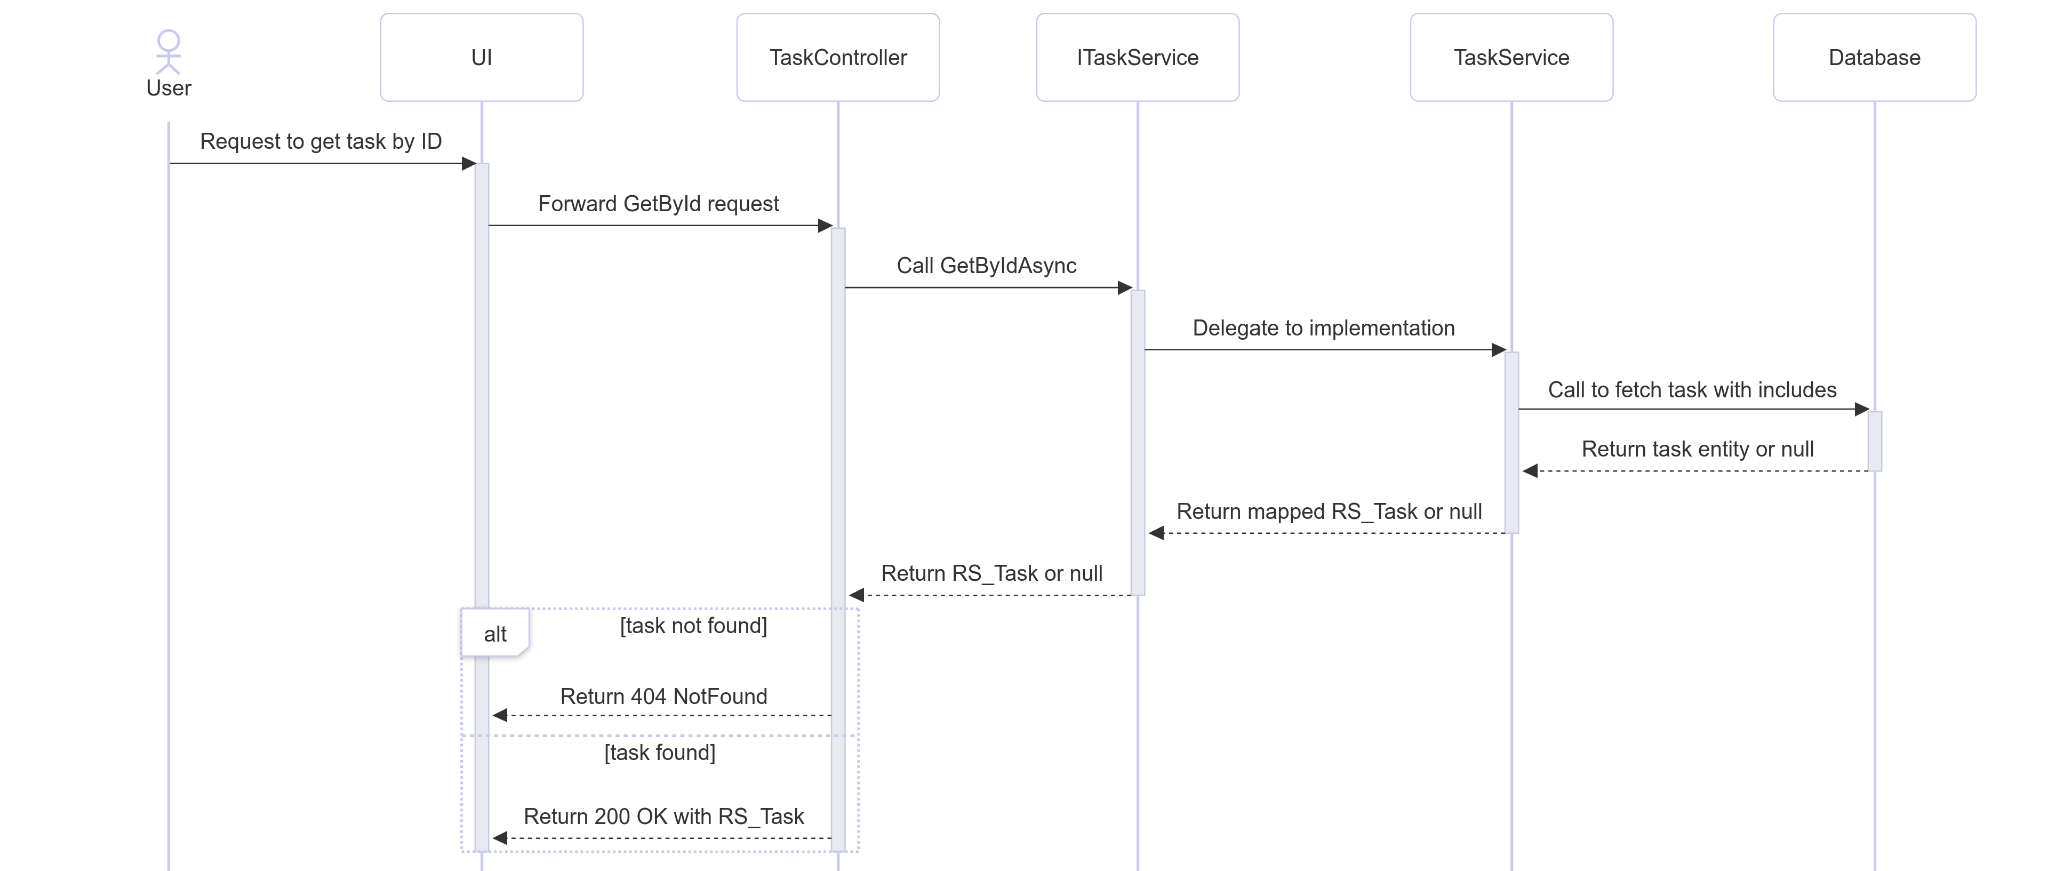 User
UI
TaskController
ITaskService
TaskService
Database
Request to get task by ID
Forward GetById request
Call GetByIdAsync
Delegate to implementation
Call to fetch task with includes
Return task entity or null
Return mapped RS_Task or null
Return RS_Task or null
alt
[task not found]
Return 404 NotFound
[task found]
Return 200 OK with RS_Task